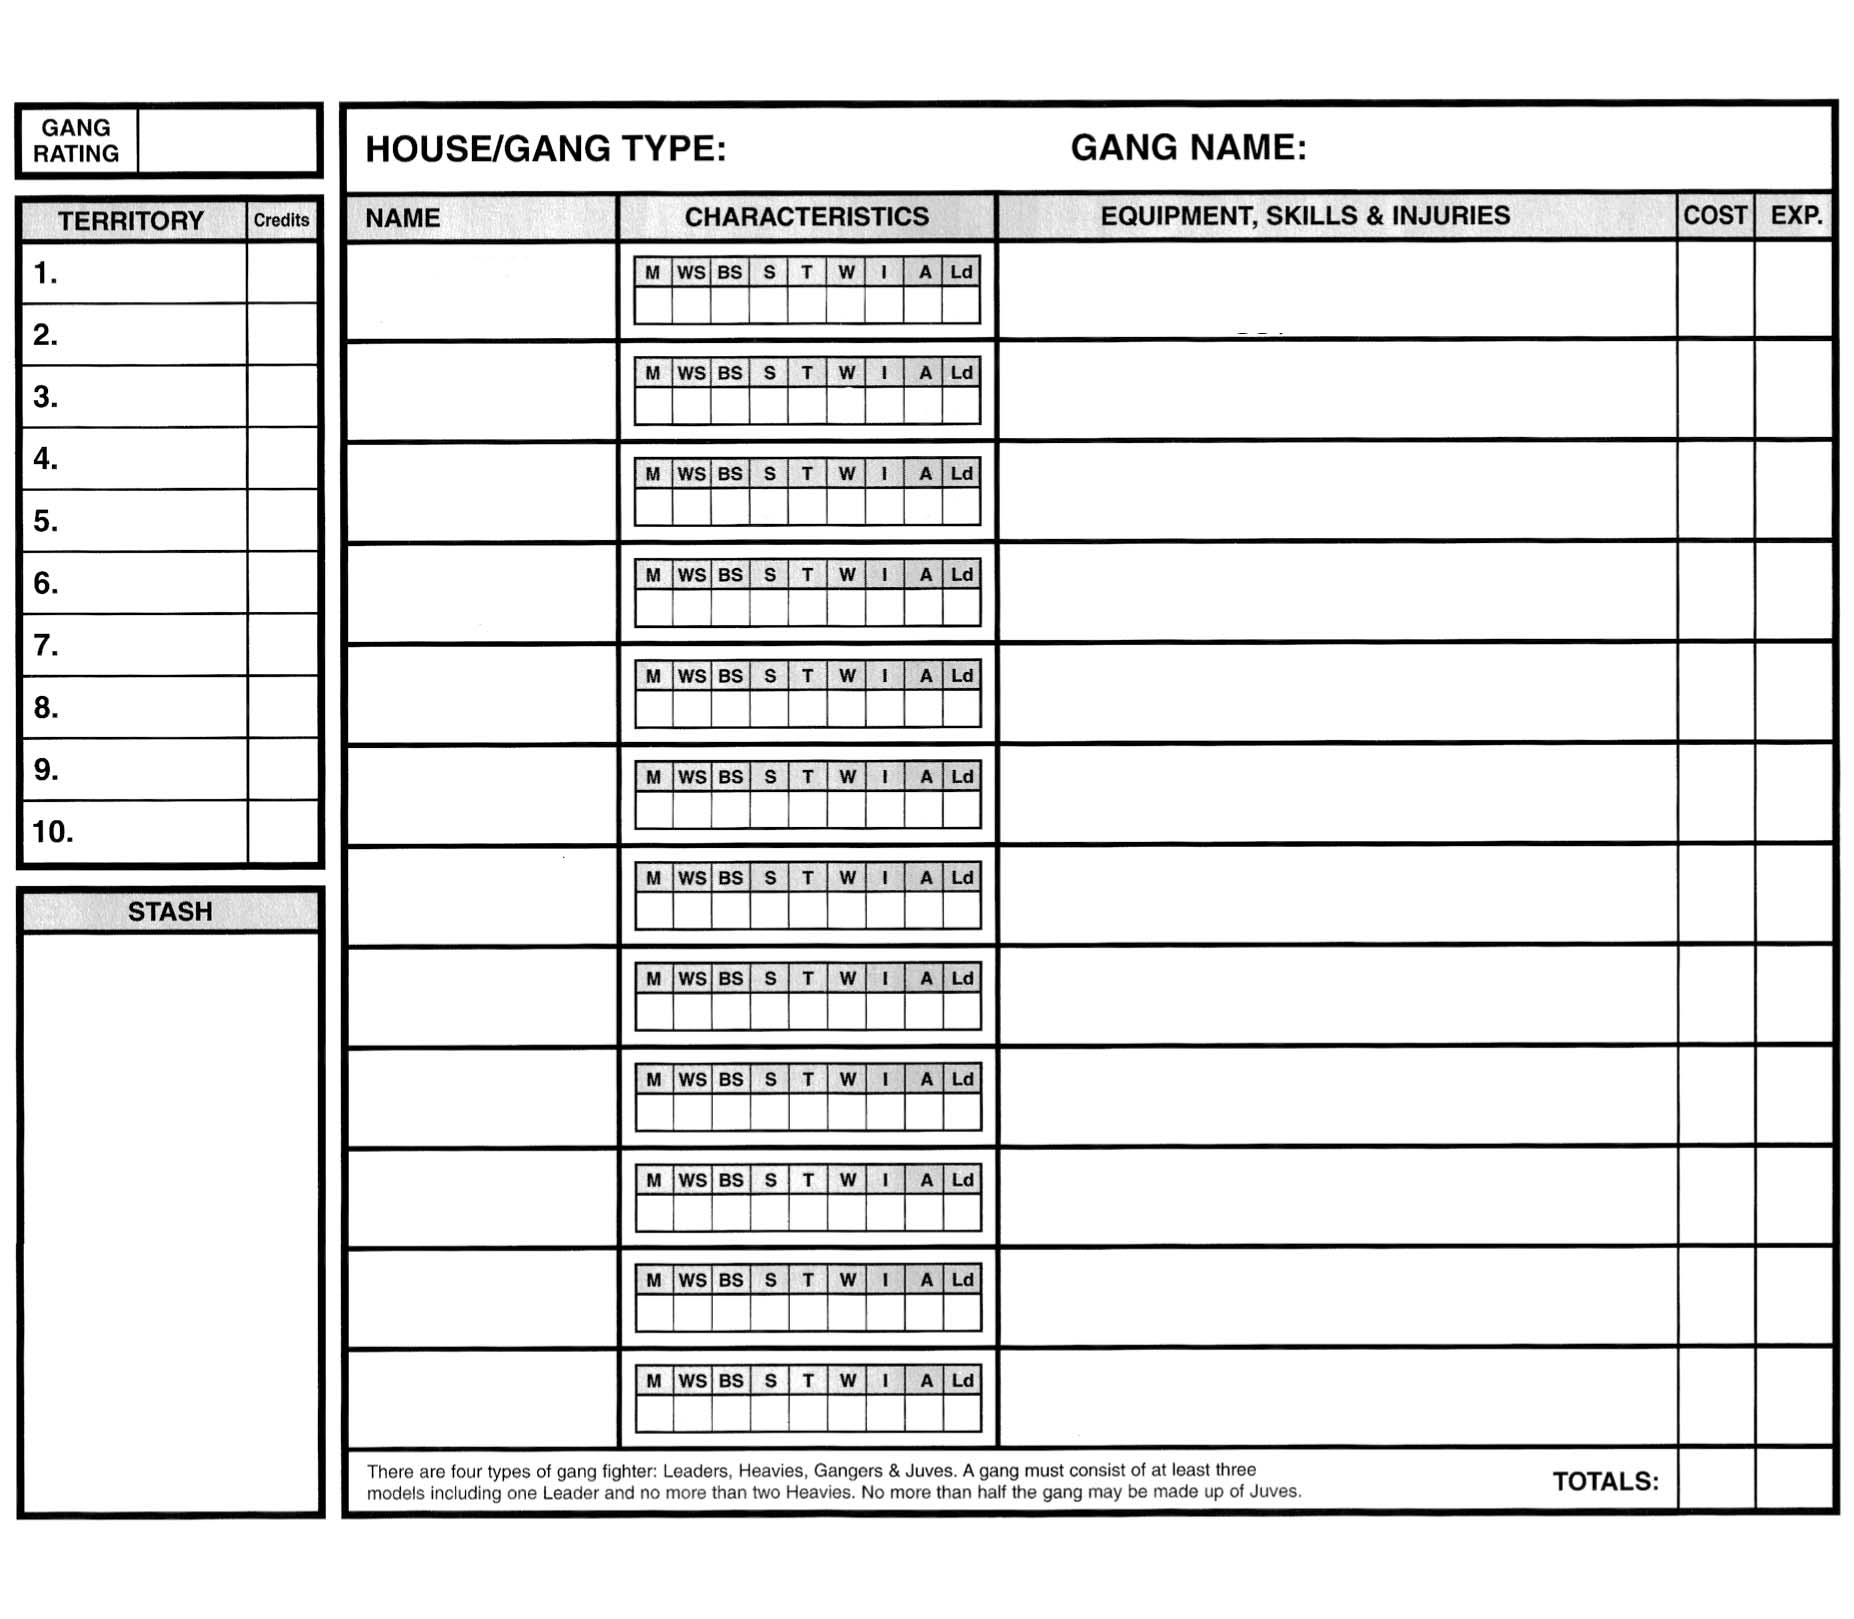 GANG
RATING
HOUSE/GANG TYPE:
GANG NAME:
TERRITORY Credits
1.
2.
3.
4.
5.
6.
7.
8.
9.
10.
STASH
NAME CHARACTERISTICS EQUIPMENT, SKILLS & INJURIES COST EXP.
M WS BS S T W I A Ld
M WS BS S T W I A Ld
M WS BS S T W I A Ld
M WS BS S T W I A Ld
M WS BS S T W I A Ld
M WS BS S T W I A Ld
M WS BS S T W I A Ld
M WS BS S T W I A Ld
M WS BS S T W I A Ld
M WS BS S T W I A Ld
M WS BS S T W I A Ld
M WS BS S T W I A Ld
There are four types of gang fighter: Leaders, Heavies, Gangers & Juves. A gang must consist of at least three
models including one Leader and no more than two Heavies. No more than half the gang may be made up of Juves.
TOTALS: